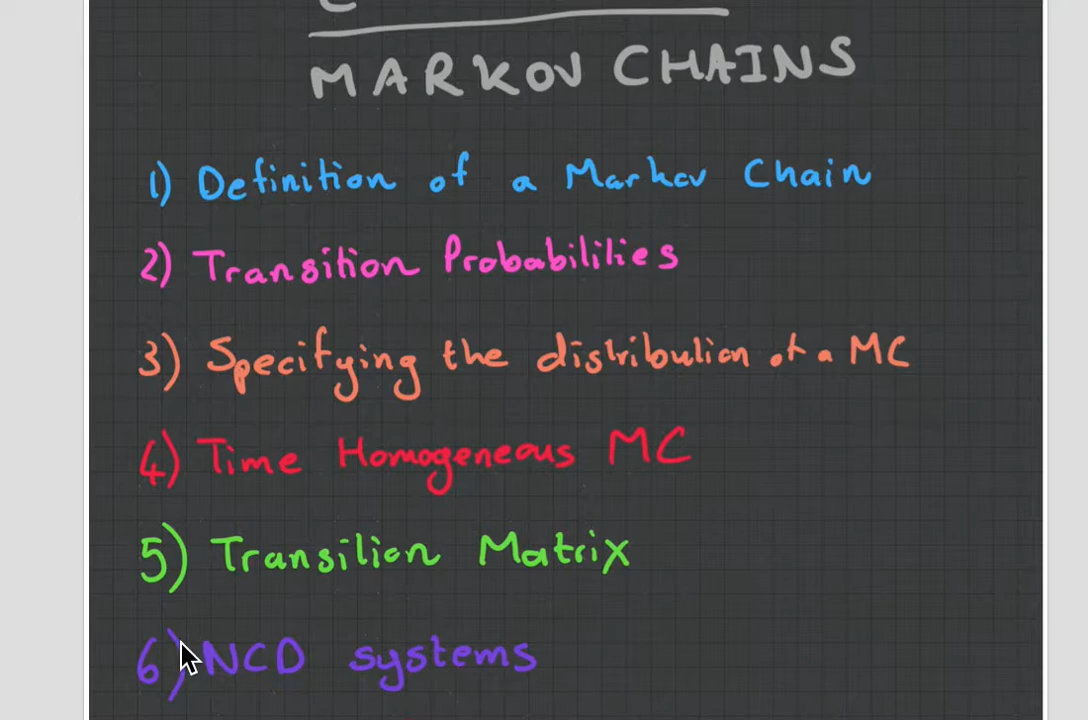 MARKOV CHAINS
1) Definition of a Markov Chain
2) Transition Probabilities
3) Specifying the distribution of a MC
4) Time Homogeneous MC
5) Transition Matrix
6) NCD systems